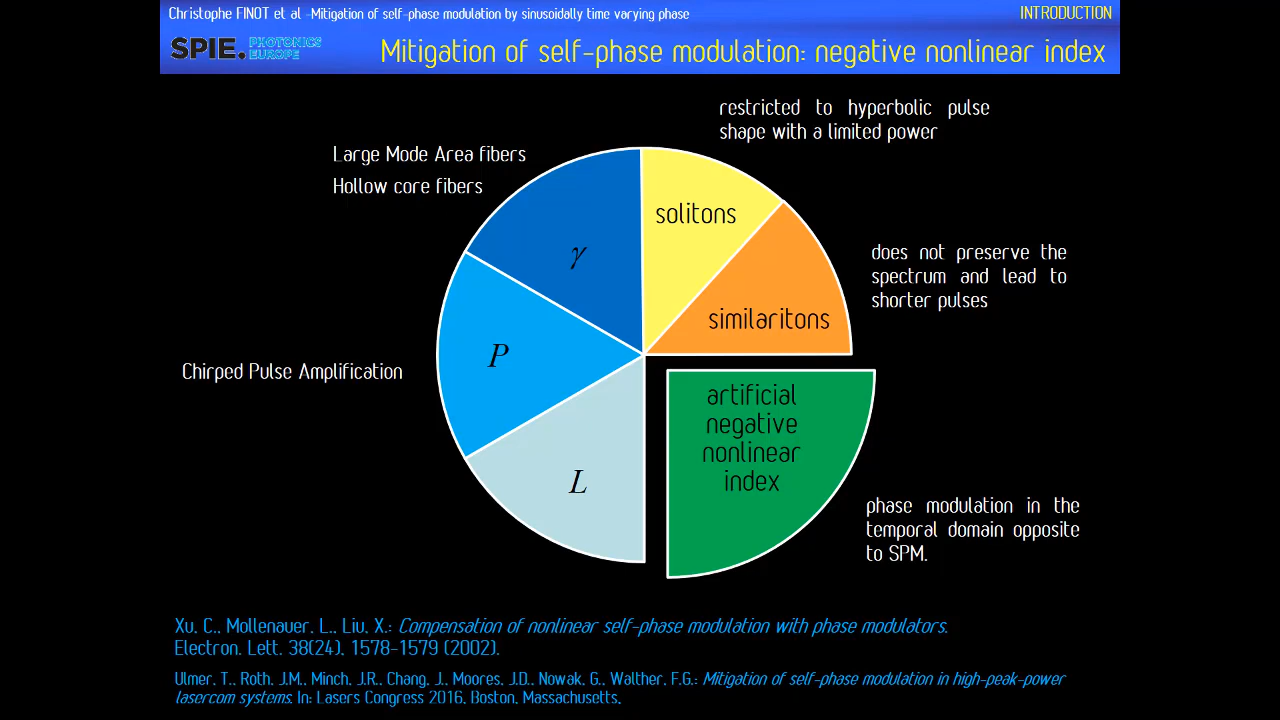 Christophe FINOT et al -Mitigation of self-phase modulation by sinusoidally time varying phase
INTRODUCTION
SPIE. PHOTONICS
EUROPE
Mitigation of self-phase modulation: negative nonlinear index
restricted to hyperbolic pulse
shape with a limited power
Large Mode Area fibers
Hollow core fibers
solitons
γ
does not preserve the
spectrum and lead to
shorter pulses
similaritons
P
Chirped Pulse Amplification
artificial
negative
nonlinear
index
L
phase modulation in the
temporal domain opposite
to SPM.
Xu, C., Mollenauer, L., Liu, X.: Compensation of nonlinear self-phase modulation with phase modulators.
Electron. Lett. 38(24), 1578-1579 (2002).
Ulmer, T., Roth, J.M., Minch, J.R., Chang, J., Moores, J.D., Nowak, G., Walther, F.G.: Mitigation of self-phase modulation in high-peak-power
lasercom systems. In: Lasers Congress 2016, Boston, Massachusetts,